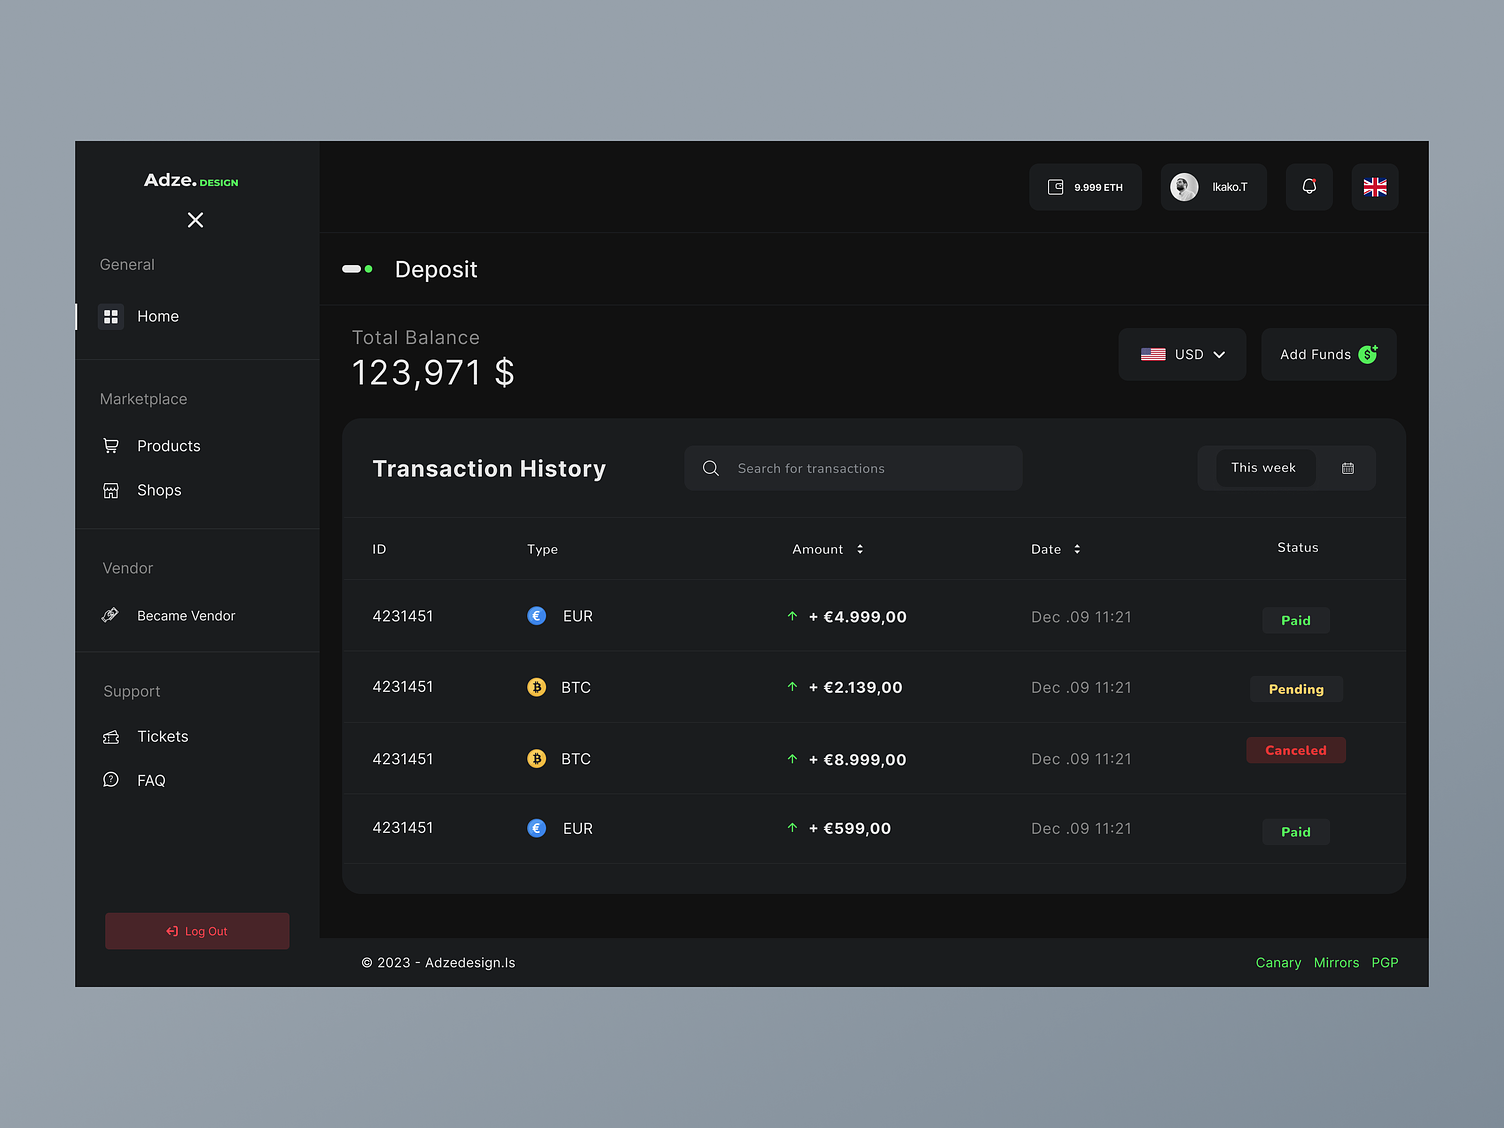 Adze. DESIGN
9.999 ETH
Ikako.T
General
Home
Marketplace
Products
Shops
Vendor
Became Vendor
Support
Tickets
FAQ
Log Out
Deposit
Total Balance
123,971 $
USD
Add Funds
Transaction History
Search for transactions
This week
ID Type Amount Date Status
4231451 EUR + €4.999,00 Dec .09 11:21 Paid
4231451 BTC + €2.139,00 Dec .09 11:21 Pending
4231451 BTC + €8.999,00 Dec .09 11:21 Canceled
4231451 EUR + €599,00 Dec .09 11:21 Paid
© 2023 - Adzedesign.Is
Canary Mirrors PGP